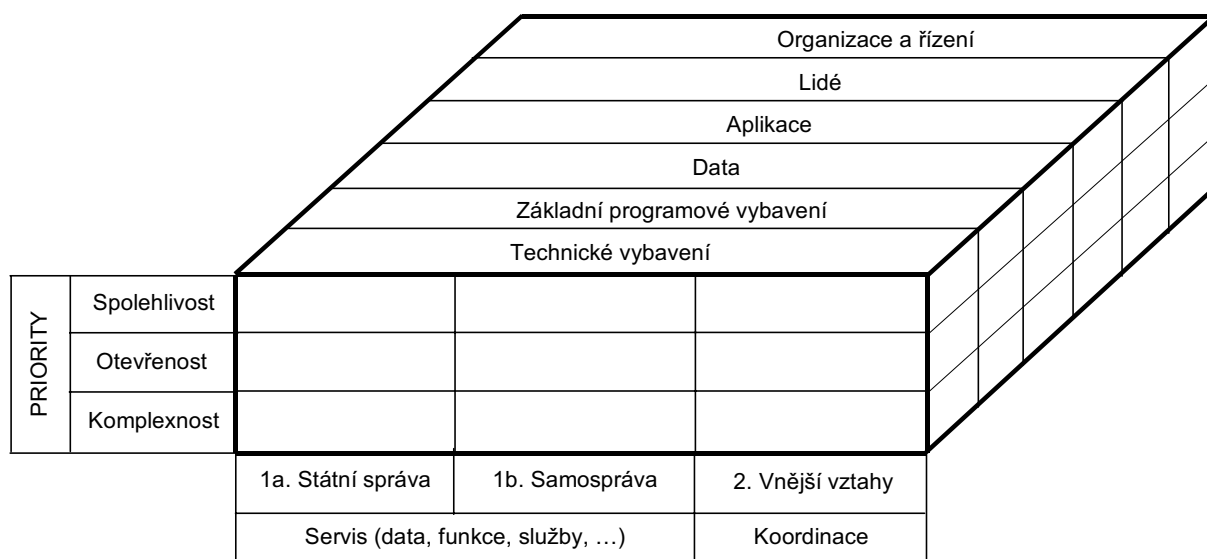 Organizace a řízení
Lidé
Aplikace
Data
Základní programové vybavení
Technické vybavení
PRIORITY
Spolehlivost
Otevřenost
Komplexnost
1a. Státní správa
1b. Samospráva
2. Vnější vztahy
Servis (data, funkce, služby, …)
Koordinace